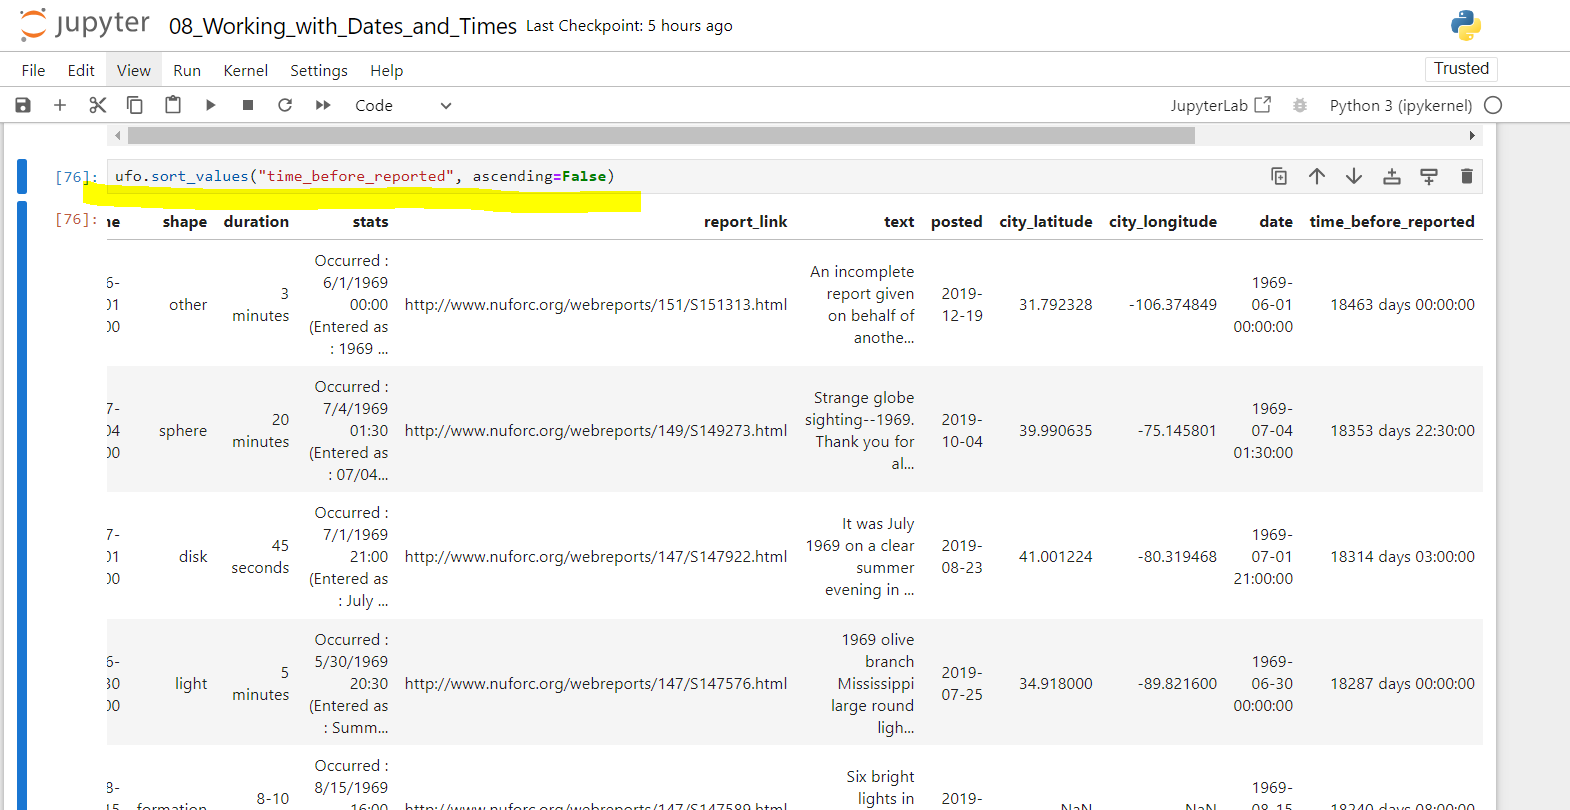 jupyter 08_Working_with_Dates_and_Times Last Checkpoint: 5 hours ago
File Edit View Run Kernel Settings Help Trusted
Code JupyterLab Python 3 (ipykernel)
[76]: ufo.sort_values("time_before_reported", ascending=False)
[76]: ne shape duration stats report_link text posted city_latitude city_longitude date time_before_reported
Occurred :
6- 6/1/1969 An incomplete 1969-
01 other 3 00:00 http://www.nuforc.org/webreports/151/S151313.html report given 2019- 31.792328 -106.374849 06-01 18463 days 00:00:00
00 minutes (Entered as on behalf of 12-19 00:00:00
: 1969 ... anothe...
Occurred :
7- 7/4/1969 Strange globe 1969-
04 sphere 20 01:30 http://www.nuforc.org/webreports/149/S149273.html sighting--1969. 2019- 39.990635 -75.145801 07-04 18353 days 22:30:00
00 minutes (Entered as Thank you for 10-04 01:30:00
: 07/04... al...
Occurred :
7- 7/1/1969 It was July 1969-
01 disk 45 21:00 http://www.nuforc.org/webreports/147/S147922.html 1969 on a clear 2019- 41.001224 -80.319468 07-01 18314 days 03:00:00
00 seconds (Entered as summer 08-23 21:00:00
: July ... evening in ...
Occurred : 1969 olive
6- 5/30/1969 branch 1969-
30 light 5 20:30 http://www.nuforc.org/webreports/147/S147576.html Mississippi 2019- 34.918000 -89.821600 06-30 18287 days 00:00:00
00 minutes (Entered as large round 07-25 00:00:00
: Summ... ligh...
Occurred : Six bright
8- 8-10 8/15/1969 lights in 2019- 1969-
15 formation 16:00 http://www.nuforc.org/webreports/147/S147589.html NaN NaN 08-15 18240 days 08:00:00